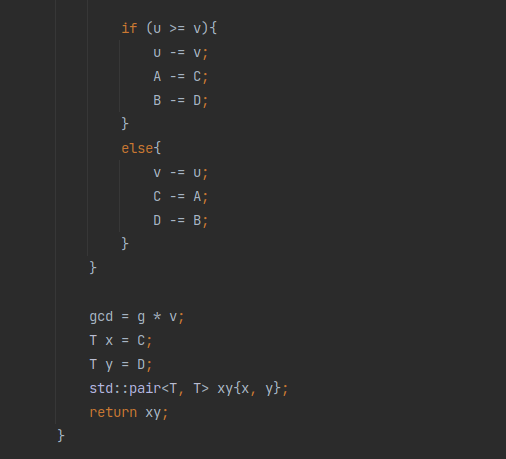 if (u >= v){
u -= v;
A -= C;
B -= D;
}
else{
v -= u;
C -= A;
D -= B;
}
}
gcd = g * v;
T x = C;
T y = D;
std::pair<T, T> xy{x, y};
return xy;
}